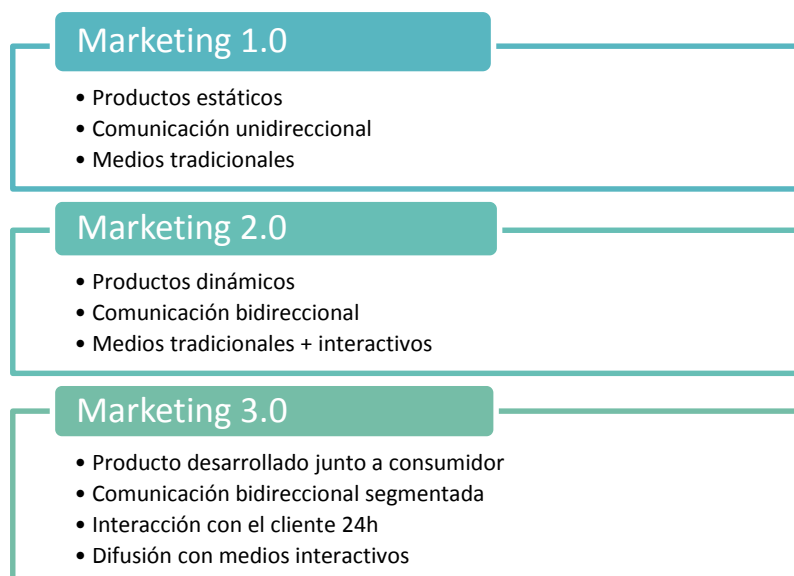 Marketing 1.0
• Productos estáticos
• Comunicación unidireccional
• Medios tradicionales
Marketing 2.0
• Productos dinámicos
• Comunicación bidireccional
• Medios tradicionales + interactivos
Marketing 3.0
• Producto desarrollado junto a consumidor
• Comunicación bidireccional segmentada
• Interacción con el cliente 24h
• Difusión con medios interactivos